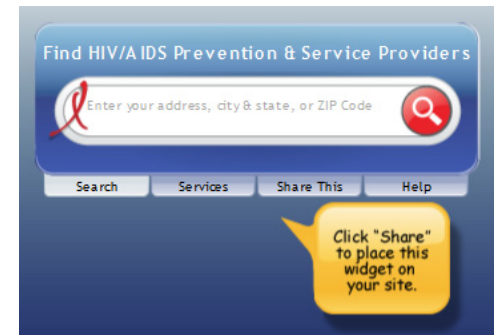 Find HIV/AIDS Prevention & Service Providers
Enter your address, city & state, or ZIP Code
Search Services Share This Help
Click "Share"
to place this
widget on
your site.